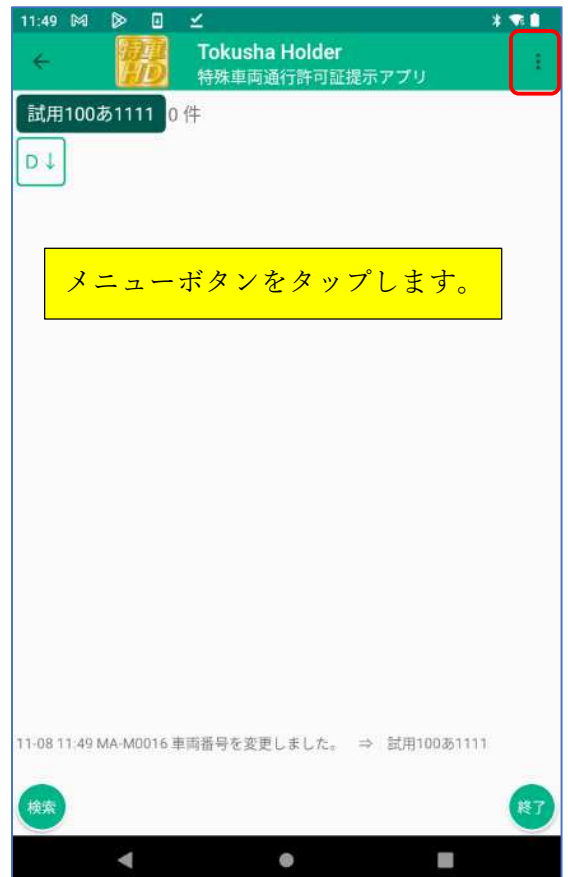 11:49
特車
HD
Tokusha Holder
特殊車両通行許可証提示アプリ
試用100あ1111 0 件
D↓
メニューボタンをタップします。
11-08 11:49 MA-M0016 車両番号を変更しました。 ⇒ 試用100あ1111
検索
終了